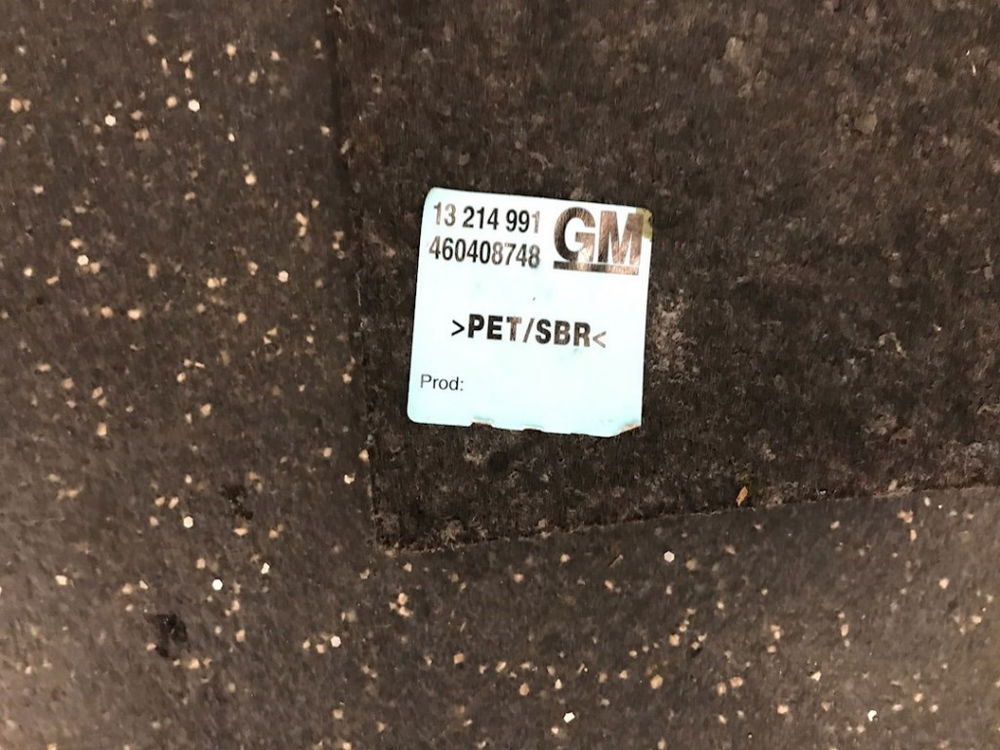 13 214 991 GM
460408748
>PET/SBR<
Prod: